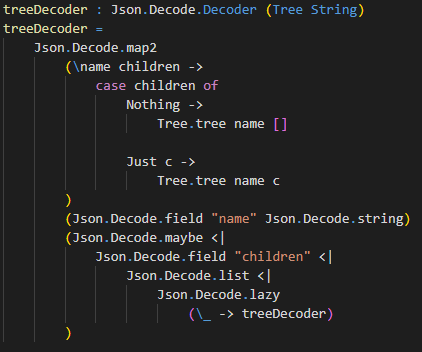 treeDecoder : Json.Decode.Decoder (Tree String)
treeDecoder =
    Json.Decode.map2
        (\name children ->
            case children of
                Nothing ->
                    Tree.tree name []

                Just c ->
                    Tree.tree name c
        )
        (Json.Decode.field "name" Json.Decode.string)
        (Json.Decode.maybe <|
            Json.Decode.field "children" <|
                Json.Decode.list <|
                    Json.Decode.lazy
                        (\_ -> treeDecoder)
        )